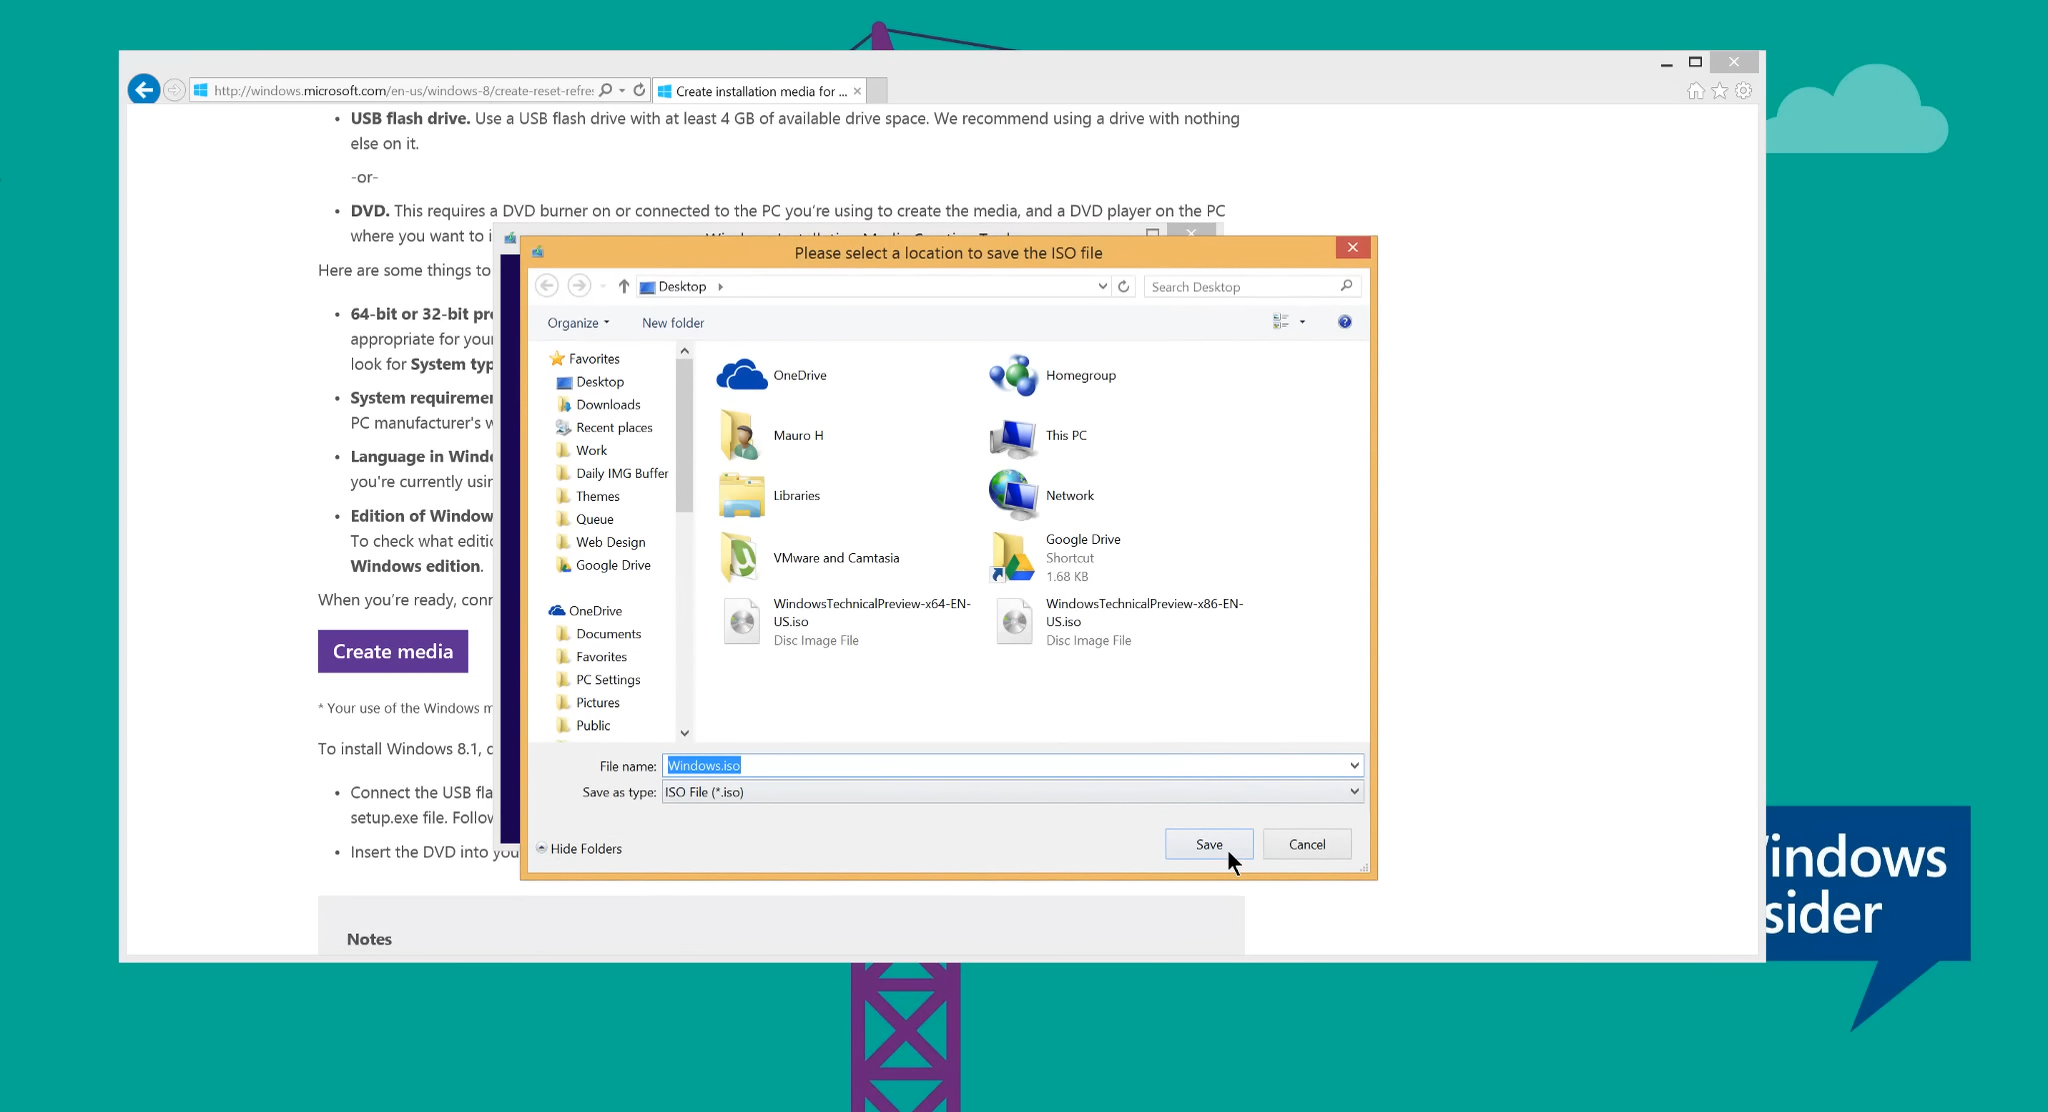 http://windows.microsoft.com/en-us/windows-8/create-reset-refre
Create installation media for ...
• USB flash drive. Use a USB flash drive with at least 4 GB of available drive space. We recommend using a drive with nothing
else on it.
-or-
• DVD. This requires a DVD burner on or connected to the PC you're using to create the media, and a DVD player on the PC
where you want to i
Here are some things to
• 64-bit or 32-bit pr
appropriate for your
look for System typ
• System requiremen
PC manufacturer's w
• Language in Windo
you're currently usin
• Edition of Window
To check what editio
Windows edition.
When you're ready, conn
Create media
* Your use of the Windows m
To install Windows 8.1, c
• Connect the USB fla
setup.exe file. Follow
• Insert the DVD into you
Notes
Please select a location to save the ISO file
Desktop
Search Desktop
Organize
New folder
Favorites
Desktop
Downloads
Recent places
Work
Daily IMG Buffer
Themes
Queue
Web Design
Google Drive
OneDrive
Documents
Favorites
PC Settings
Pictures
Public
OneDrive
Homegroup
Mauro H
This PC
Libraries
Network
VMware and Camtasia
Google Drive
Shortcut
1.68 KB
WindowsTechnicalPreview-x64-EN-
US.iso
Disc Image File
WindowsTechnicalPreview-x86-EN-
US.iso
Disc Image File
File name: Windows.iso
Save as type: ISO File (*.iso)
Hide Folders
Save
Cancel
indows
sider